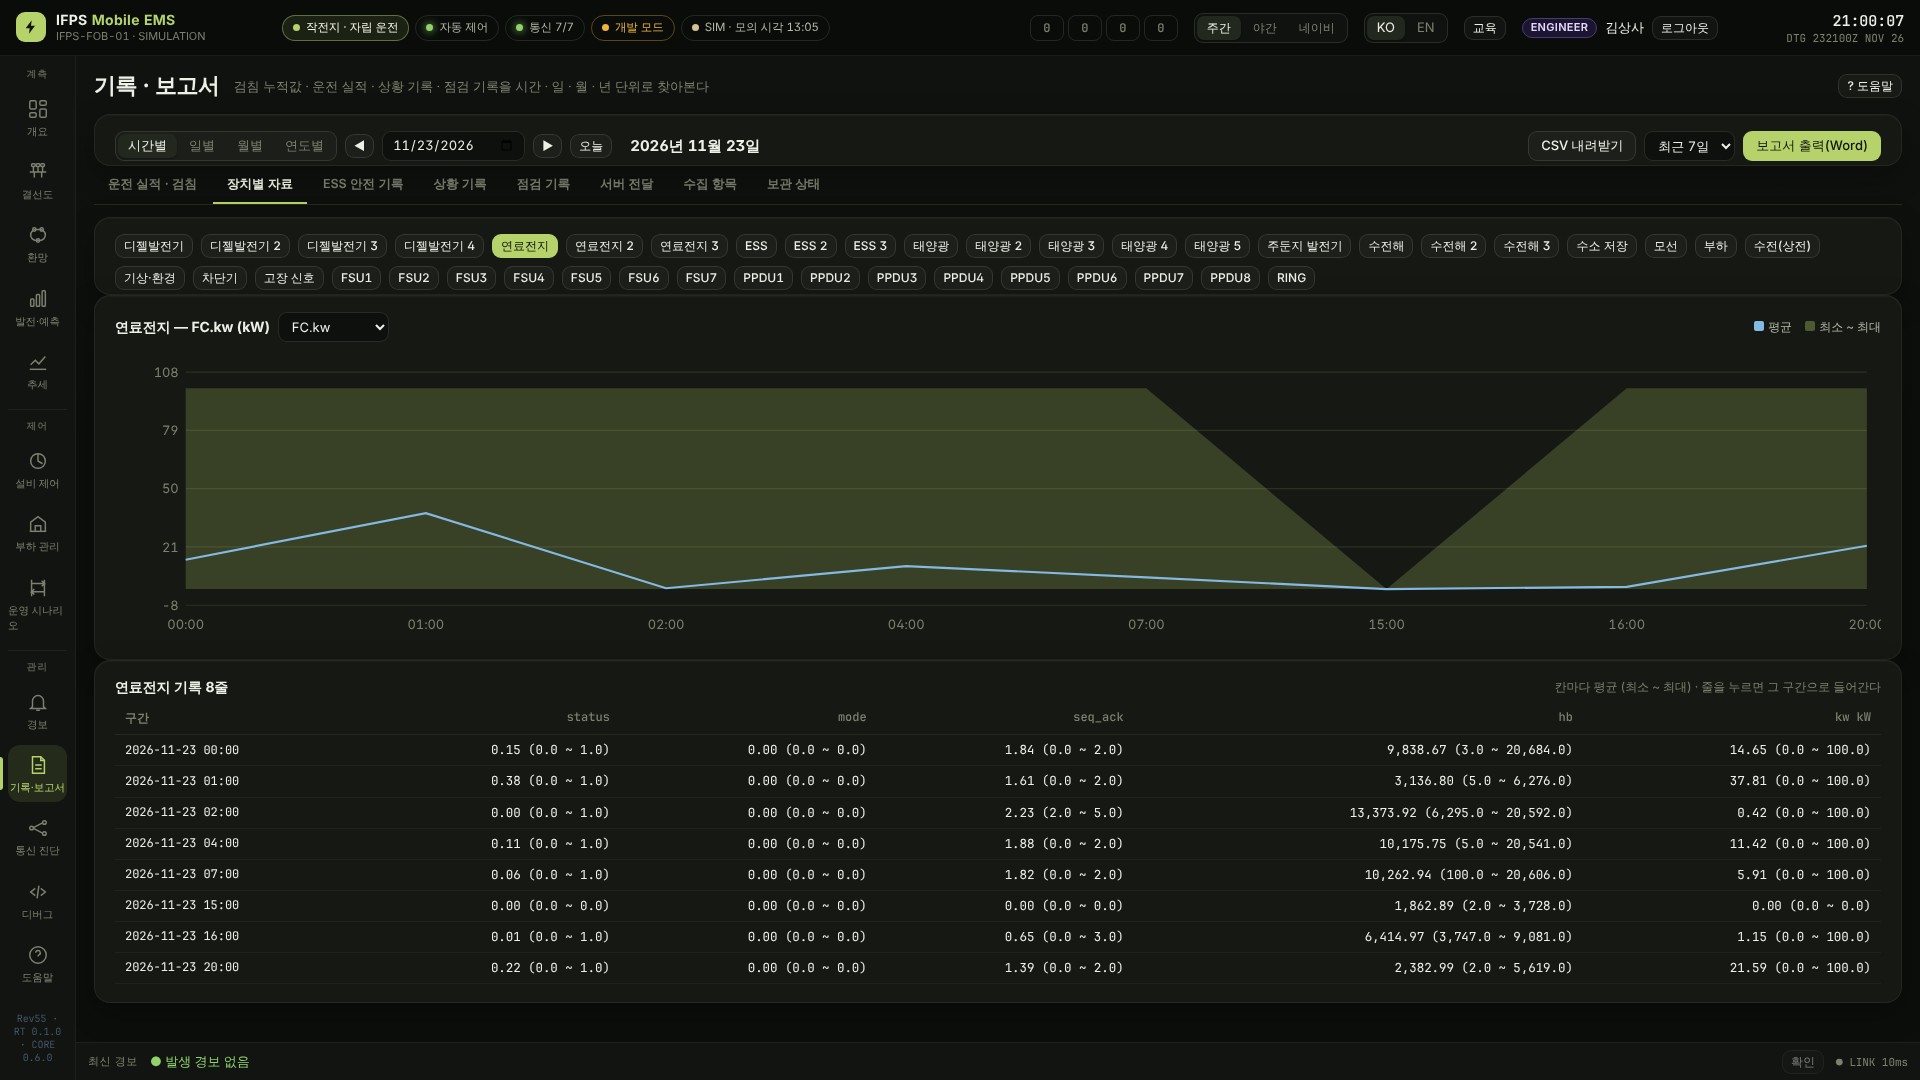 IFPS Mobile EMS
IFPS-FOB-01 · SIMULATION
작전지 · 자립 운전
자동 제어
통신 7/7
개발 모드
SIM · 모의 시각 13:05
0 0 0 0
주간 야간 네이비
KO EN
교육
ENGINEER 김상사 로그아웃
21:00:07
DTG 232100Z NOV 26
계측
개요
결선도
환망
발전·예측
추세
제어
설비 제어
부하 관리
운영 시나리
오
관리
경보
기록·보고서
통신 진단
디버그
도움말
RevSS ·
RT 0.1.0
· CORE
0.6.0
기록 · 보고서 검침 누적값 · 운전 실적 · 상황 기록 · 점검 기록을 시간 · 일 · 월 · 년 단위로 찾아본다
? 도움말
시간별 일별 월별 연도별 ◀ 11/23/2026 ▶ 오늘 2026년 11월 23일
CSV 내려받기 최근 7일 보고서 출력(Word)
운전 실적 · 검침 장치별 자료 ESS 안전 기록 상황 기록 점검 기록 서버 전달 수집 항목 보관 상태
디젤발전기 디젤발전기 2 디젤발전기 3 디젤발전기 4 연료전지 연료전지 2 연료전지 3 ESS ESS 2 ESS 3 태양광 태양광 2 태양광 3 태양광 4 태양광 5 주둔지 발전기 수전해 수전해 2 수전해 3 수소 저장 모선 부하 수전(상전)
기상·환경 차단기 고장 신호 FSU1 FSU2 FSU3 FSU4 FSU5 FSU6 FSU7 PPDU1 PPDU2 PPDU3 PPDU4 PPDU5 PPDU6 PPDU7 PPDU8 RING
연료전지 — FC.kw (kW) FC.kw
평균 최소 ~ 최대
108
79
50
21
-8
00:00 01:00 02:00 04:00 07:00 15:00 16:00 20:00
연료전지 기록 8줄
칸마다 평균 (최소 ~ 최대) · 줄을 누르면 그 구간으로 들어간다
구간 status mode seq_ack hb kw kW
2026-11-23 00:00 0.15 (0.0 ~ 1.0) 0.00 (0.0 ~ 0.0) 1.84 (0.0 ~ 2.0) 9,838.67 (3.0 ~ 20,684.0) 14.65 (0.0 ~ 100.0)
2026-11-23 01:00 0.38 (0.0 ~ 1.0) 0.00 (0.0 ~ 0.0) 1.61 (0.0 ~ 2.0) 3,136.80 (5.0 ~ 6,276.0) 37.81 (0.0 ~ 100.0)
2026-11-23 02:00 0.00 (0.0 ~ 1.0) 0.00 (0.0 ~ 0.0) 2.23 (2.0 ~ 5.0) 13,373.92 (6,295.0 ~ 20,592.0) 0.42 (0.0 ~ 100.0)
2026-11-23 04:00 0.11 (0.0 ~ 1.0) 0.00 (0.0 ~ 0.0) 1.88 (0.0 ~ 2.0) 10,175.75 (5.0 ~ 20,541.0) 11.42 (0.0 ~ 100.0)
2026-11-23 07:00 0.06 (0.0 ~ 1.0) 0.00 (0.0 ~ 0.0) 1.82 (0.0 ~ 2.0) 10,262.94 (100.0 ~ 20,606.0) 5.91 (0.0 ~ 100.0)
2026-11-23 15:00 0.00 (0.0 ~ 0.0) 0.00 (0.0 ~ 0.0) 0.00 (0.0 ~ 0.0) 1,862.89 (2.0 ~ 3,728.0) 0.00 (0.0 ~ 0.0)
2026-11-23 16:00 0.01 (0.0 ~ 1.0) 0.00 (0.0 ~ 0.0) 0.65 (0.0 ~ 3.0) 6,414.97 (3,747.0 ~ 9,081.0) 1.15 (0.0 ~ 100.0)
2026-11-23 20:00 0.22 (0.0 ~ 1.0) 0.00 (0.0 ~ 0.0) 1.39 (0.0 ~ 2.0) 2,382.99 (2.0 ~ 5,619.0) 21.59 (0.0 ~ 100.0)
최신 경보 발생 경보 없음
확인 LINK 10ms